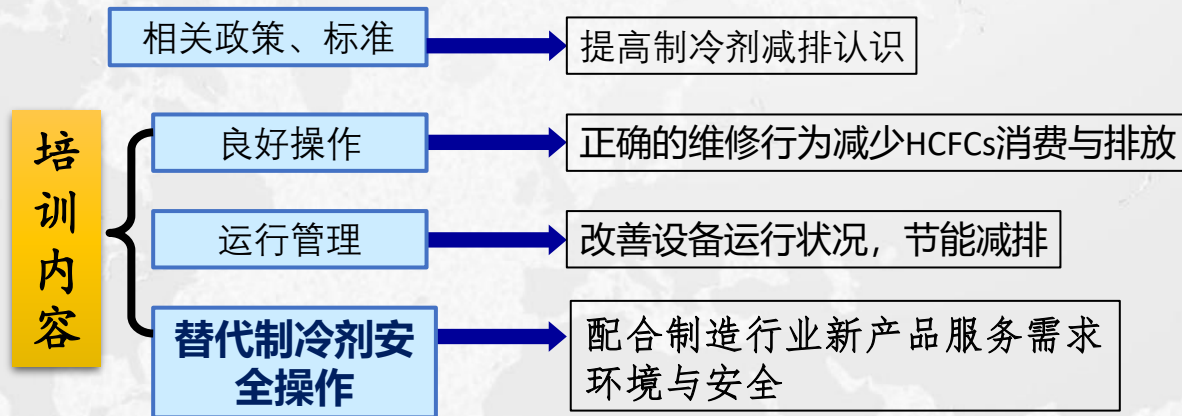 相关政策、标准
提高制冷剂减排认识
培训内容
良好操作
正确的维修行为减少HCFCs消费与排放
运行管理
改善设备运行状况，节能减排
替代制冷剂安
全操作
配合制造行业新产品服务需求
环境与安全